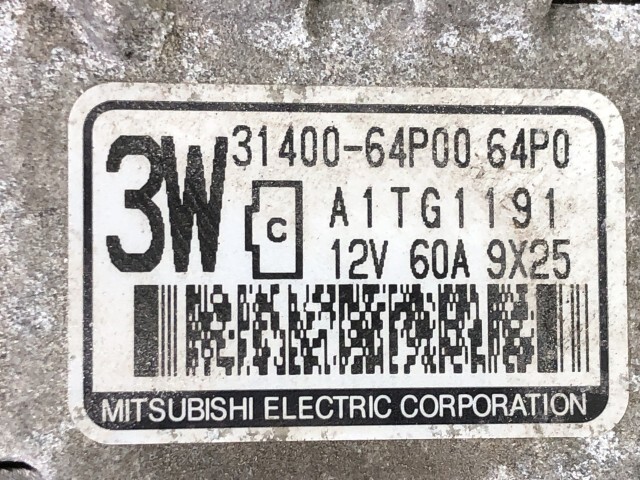 3W 31400-64P00 64P0
C A1TG1191
12V 60A 9X25
MITSUBISHI ELECTRIC CORPORATION